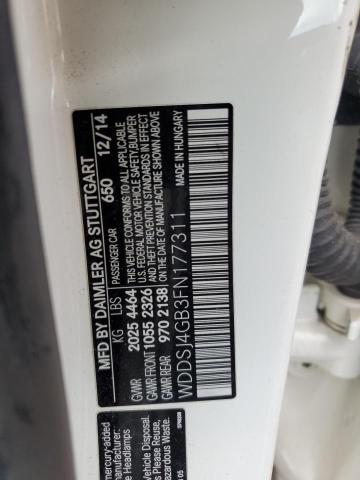 MFD BY DAIMLER AG STUTTGART
PASSENGER CAR 650 12/14
KG LBS
GVWR 2025 4464
GAWR FRONT 1055 2326
GAWR REAR 970 2138
THIS VEHICLE CONFORMS TO ALL APPLICABLE
U.S. FEDERAL MOTOR VEHICLE SAFETY, BUMPER,
AND THEFT PREVENTION STANDARDS IN EFFECT
ON THE DATE OF MANUFACTURE SHOWN ABOVE
MADE IN HUNGARY
WDDSJ4GB3FN177311
mercury-added
manufacturer:
e Headlamps
Vehicle Disposal.
s Please Reuse,
azardous Waste.
05